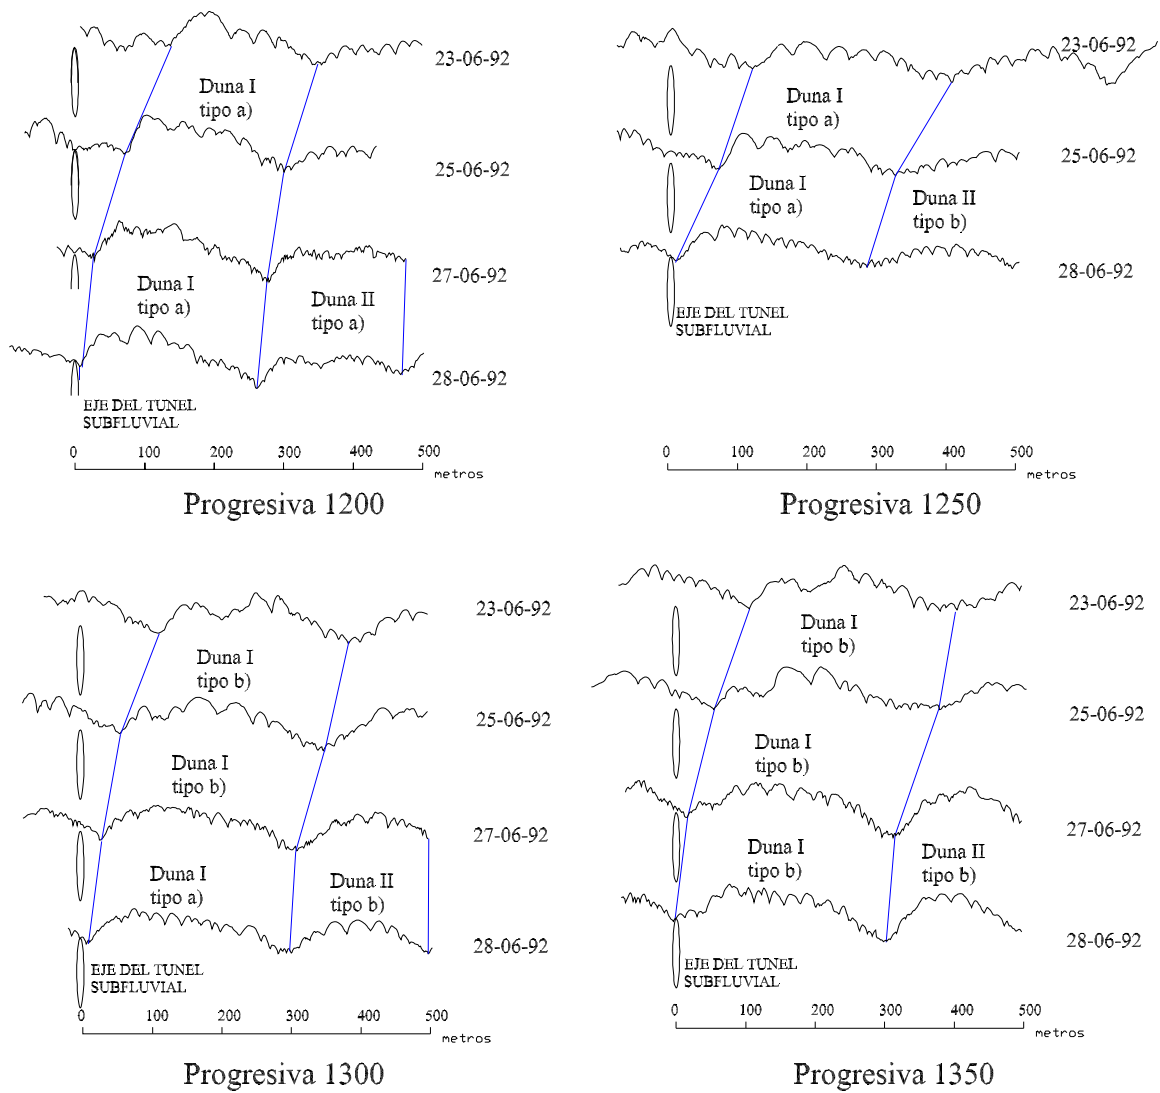 23-06-92
Duna I
tipo a)
25-06-92
27-06-92
Duna I
tipo a)
Duna II
tipo a)
28-06-92
EJE DEL TUNEL
SUBFLUVIAL
0 100 200 300 400 500
metros
Progresiva 1200
23-06-92
Duna I
tipo a)
25-06-92
Duna I
tipo a)
Duna II
tipo b)
28-06-92
EJE DEL TUNEL
SUBFLUVIAL
0 120 200 320 400 500
metros
Progresiva 1250
23-06-92
Duna I
tipo b)
25-06-92
Duna I
tipo b)
27-06-92
Duna I
tipo a)
Duna II
tipo b)
28-06-92
EJE DEL TUNEL
SUBFLUVIAL
0 100 200 300 400 500
metros
Progresiva 1300
23-06-92
Duna I
tipo b)
25-06-92
Duna I
tipo b)
27-06-92
Duna I
tipo b)
Duna II
tipo b)
28-06-92
EJE DEL TUNEL
SUBFLUVIAL
0 100 200 300 400 500
metros
Progresiva 1350